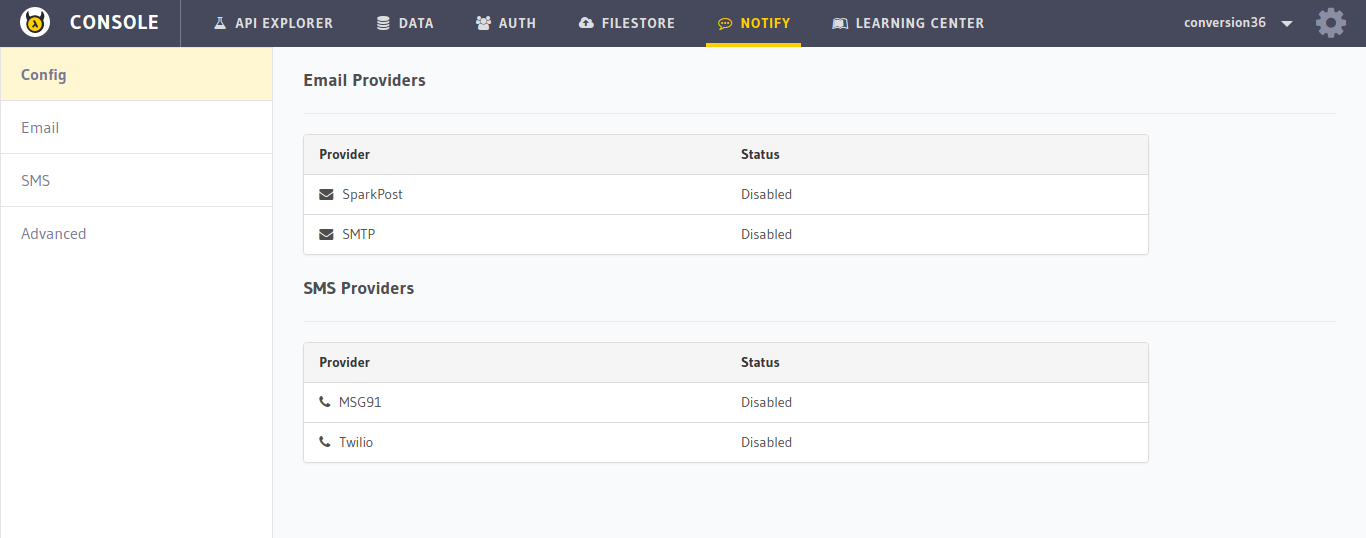 CONSOLE API EXPLORER DATA AUTH FILESTORE NOTIFY LEARNING CENTER conversion36
Config
Email
SMS
Advanced
Email Providers
Provider Status
SparkPost Disabled
SMTP Disabled
SMS Providers
Provider Status
MSG91 Disabled
Twilio Disabled